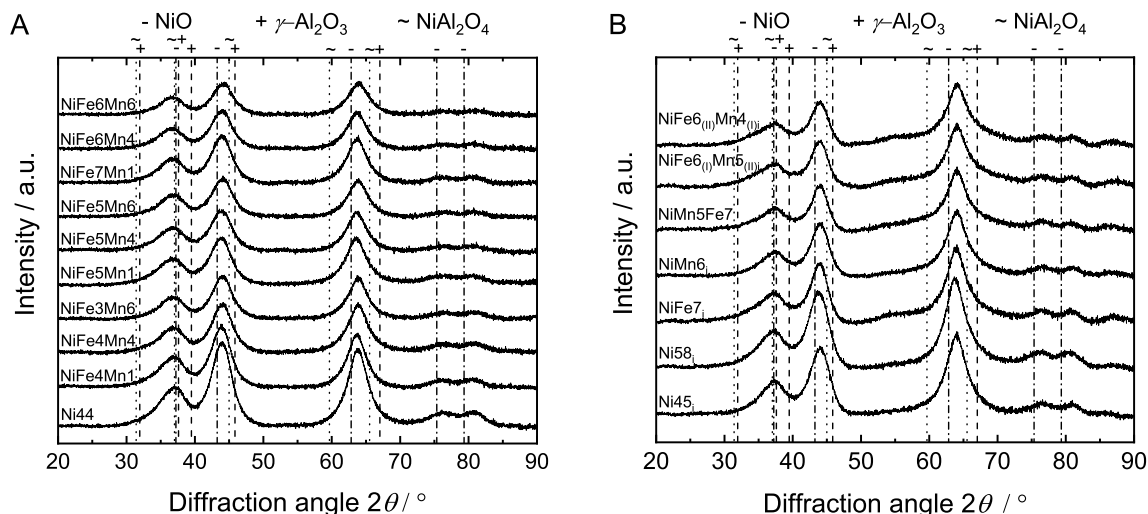 A
- NiO + γ–Al2O3 ~ NiAl2O4
~ ~ ~ ~ ~
+ - + + - + - + - -
NiFe6Mn6
NiFe6Mn4
NiFe7Mn1
NiFe5Mn6
NiFe5Mn4
NiFe5Mn1
NiFe3Mn6
NiFe4Mn4
NiFe4Mn1
Ni44
Intensity / a.u.
20 30 40 50 60 70 80 90
Diffraction angle 2θ / °
B
- NiO + γ–Al2O3 ~ NiAl2O4
~ ~ ~ ~ ~
+ - + + - + - + - -
NiFe6(II)Mn4(I)i
NiFe6(I)Mn5(II)i
NiMn5Fe7
NiMn6i
NiFe7i
Ni58i
Ni45i
Intensity / a.u.
20 30 40 50 60 70 80 90
Diffraction angle 2θ / °